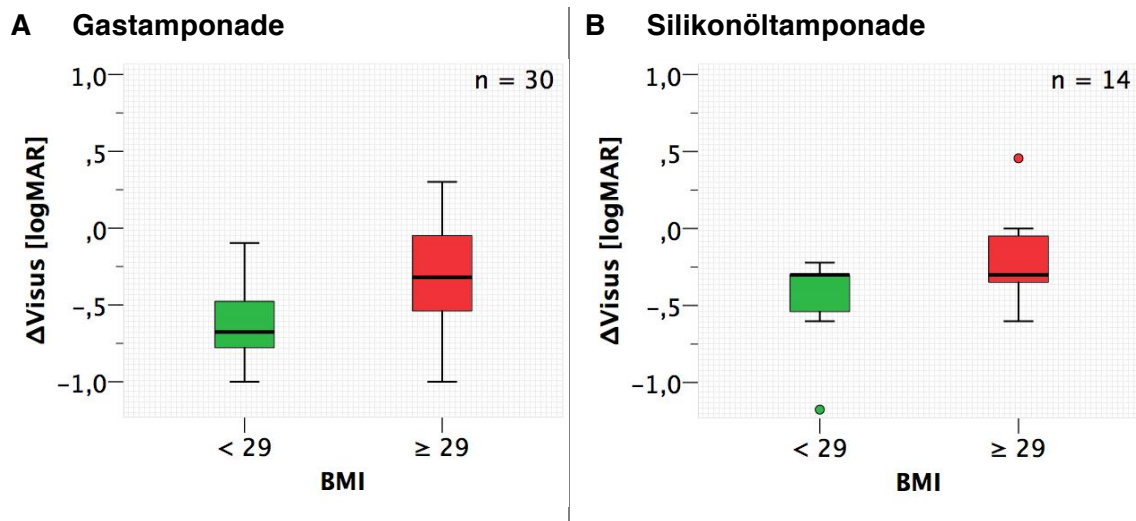 A Gastamponade
n = 30
1,0
,5
,0
−,5
−1,0
ΔVisus [logMAR]
< 29
≥ 29
BMI
B Silikonöltamponade
n = 14
1,0
,5
,0
−,5
−1,0
ΔVisus [logMAR]
< 29
≥ 29
BMI